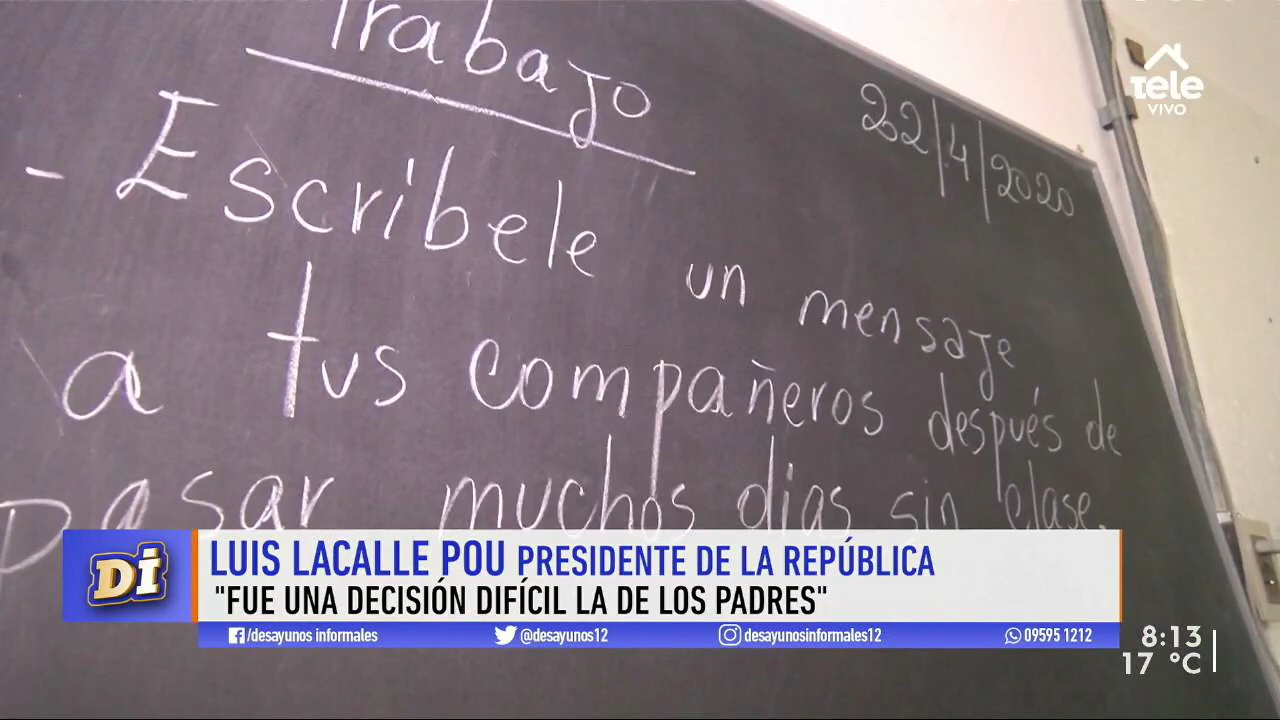 Trabajo
22/4/2020
- Escribele un mensaje
a tus compañeros después de
pasar muchos dias sin clase.
tele
VIVO
Di
LUIS LACALLE POU PRESIDENTE DE LA REPÚBLICA
"FUE UNA DECISIÓN DIFÍCIL LA DE LOS PADRES"
/desayunos informales @desayunos12 desayunosinformales12 09595 1212
8:13
17 °C